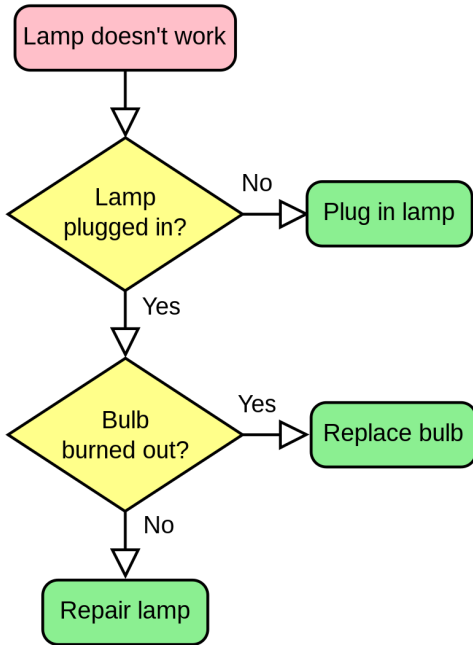 Lamp doesn't work
Lamp
plugged in?
No
Plug in lamp
Yes
Bulb
burned out?
Yes
Replace bulb
No
Repair lamp